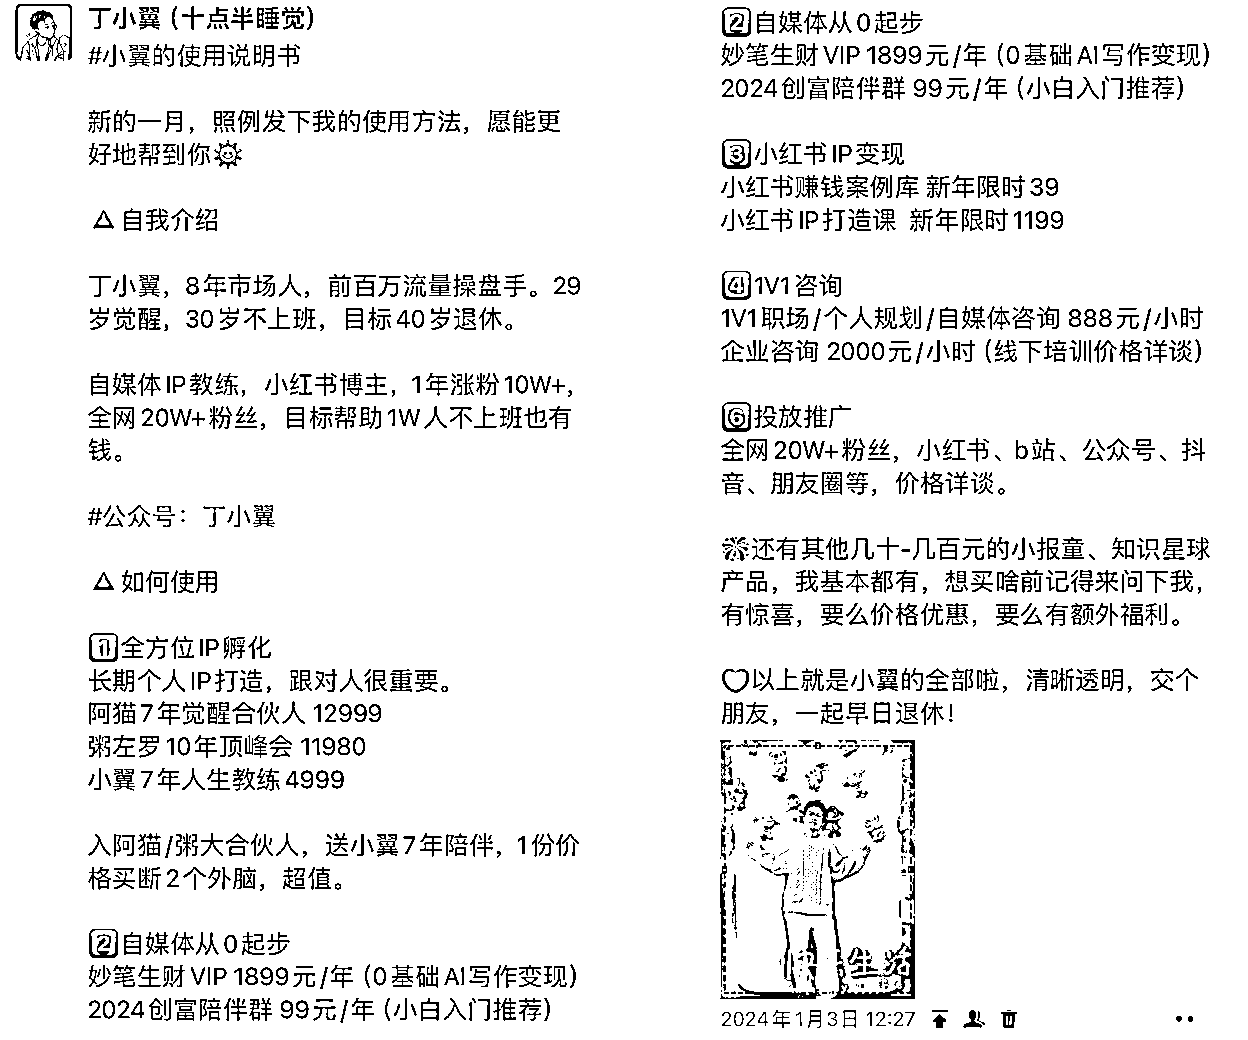 丁小翼（十点半睡觉）
#小翼的使用说明书
新的一月，照例发下我的使用方法，愿能更
好地帮到你
△ 自我介绍
丁小翼，8年市场人，前百万流量操盘手。29
岁觉醒，30岁不上班，目标40岁退休。
自媒体IP教练，小红书博主，1年涨粉10W+，
全网20W+粉丝，目标帮助1W人不上班也有
钱。
#公众号：丁小翼
△ 如何使用
1️⃣全方位IP孵化
长期个人IP打造，跟对人很重要。
阿猫7年觉醒合伙人 12999
粥左罗10年顶峰会 11980
小翼7年人生教练4999
入阿猫/粥大合伙人，送小翼7年陪伴，1份价
格买断2个外脑，超值。
2️⃣自媒体从0起步
妙笔生财VIP 1899元/年（0基础AI写作变现）
2024创富陪伴群 99元/年（小白入门推荐）
2️⃣自媒体从0起步
妙笔生财VIP 1899元/年（0基础AI写作变现）
2024创富陪伴群 99元/年（小白入门推荐）
3️⃣小红书IP变现
小红书赚钱案例库 新年限时39
小红书IP打造课 新年限时1199
4️⃣1V1咨询
1V1职场/个人规划/自媒体咨询 888元/小时
企业咨询 2000元/小时（线下培训价格详谈）
6️⃣投放推广
全网20W+粉丝，小红书、b站、公众号、抖
音、朋友圈等，价格详谈。
还有其他几十-几百元的小报童、知识星球
产品，我基本都有，想买啥前记得来问下我，
有惊喜，要么价格优惠，要么有额外福利。
以上就是小翼的全部啦，清晰透明，交个
朋友，一起早日退休！
生活
2024年1月3日 12:27